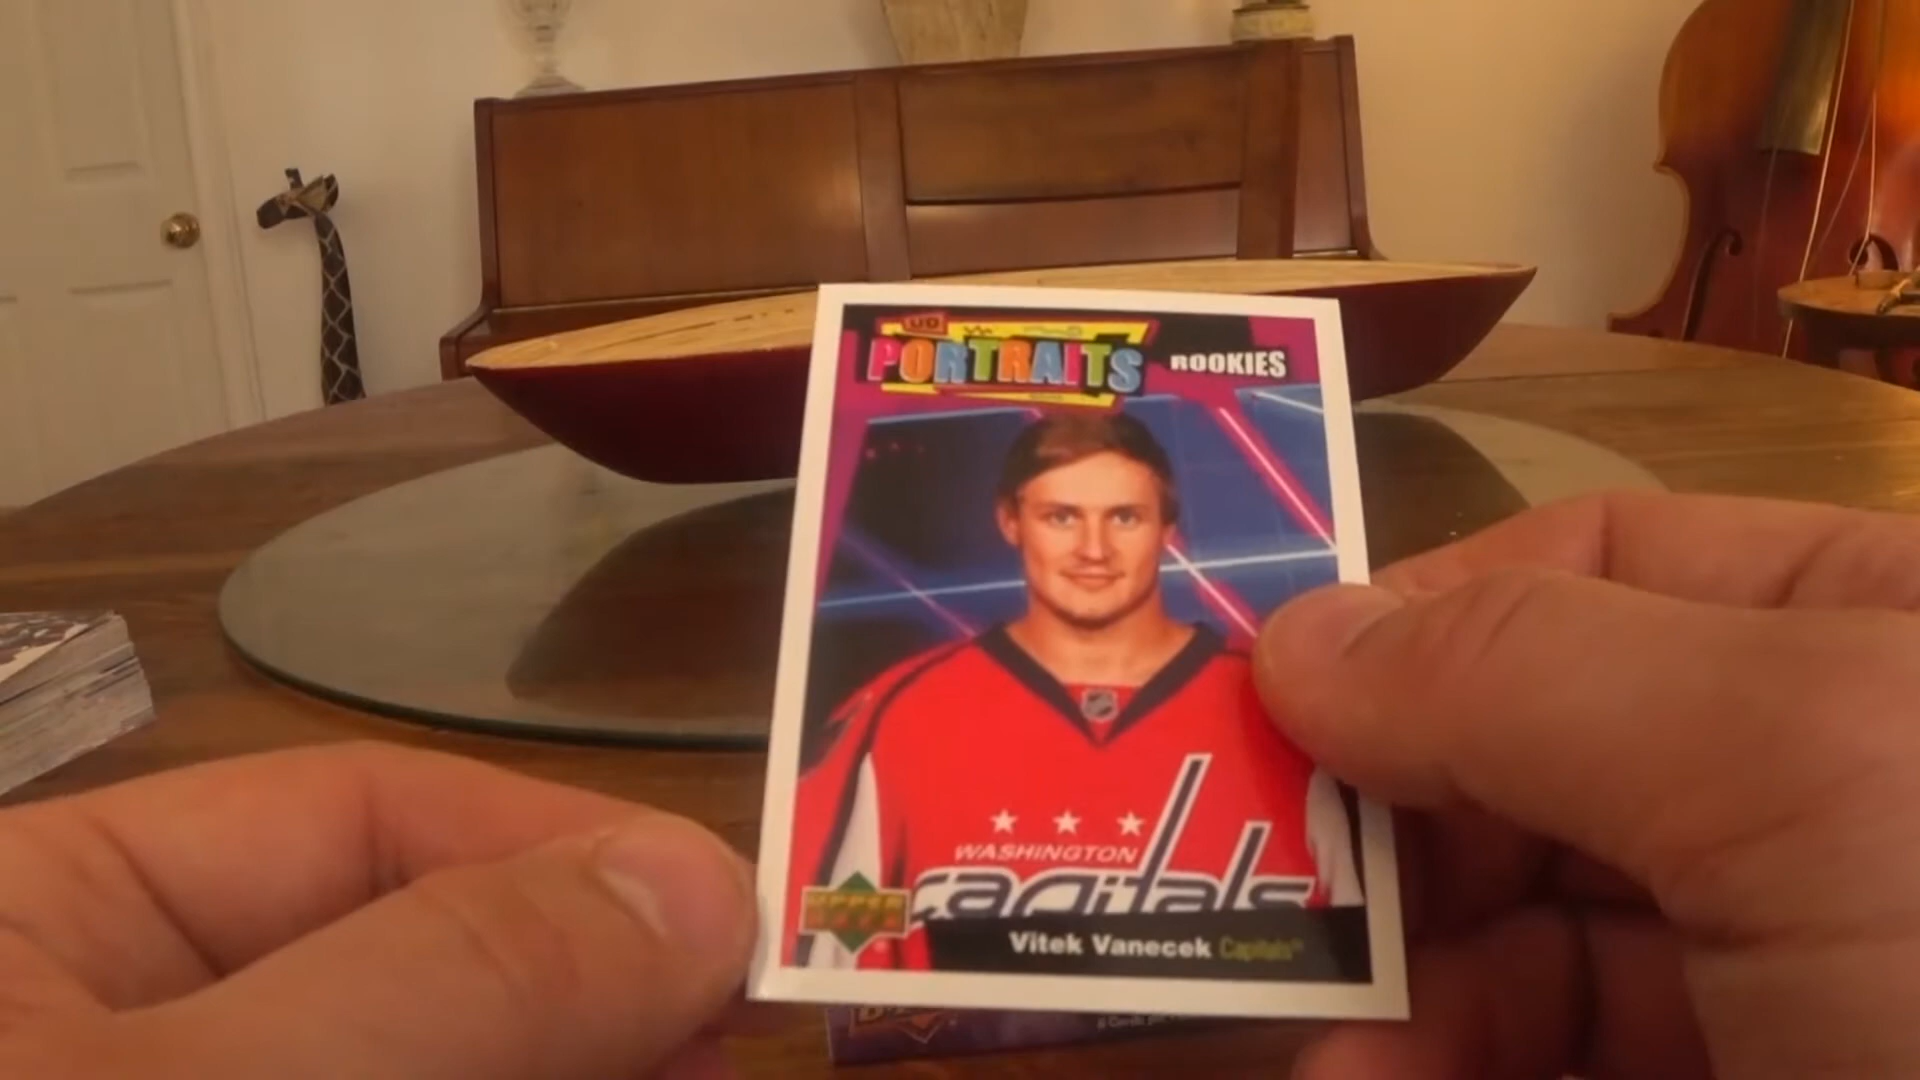 UD
PORTRAITS
ROOKIES
WASHINGTON
capitals
UPPER
DECK
Vitek Vanecek Capitals